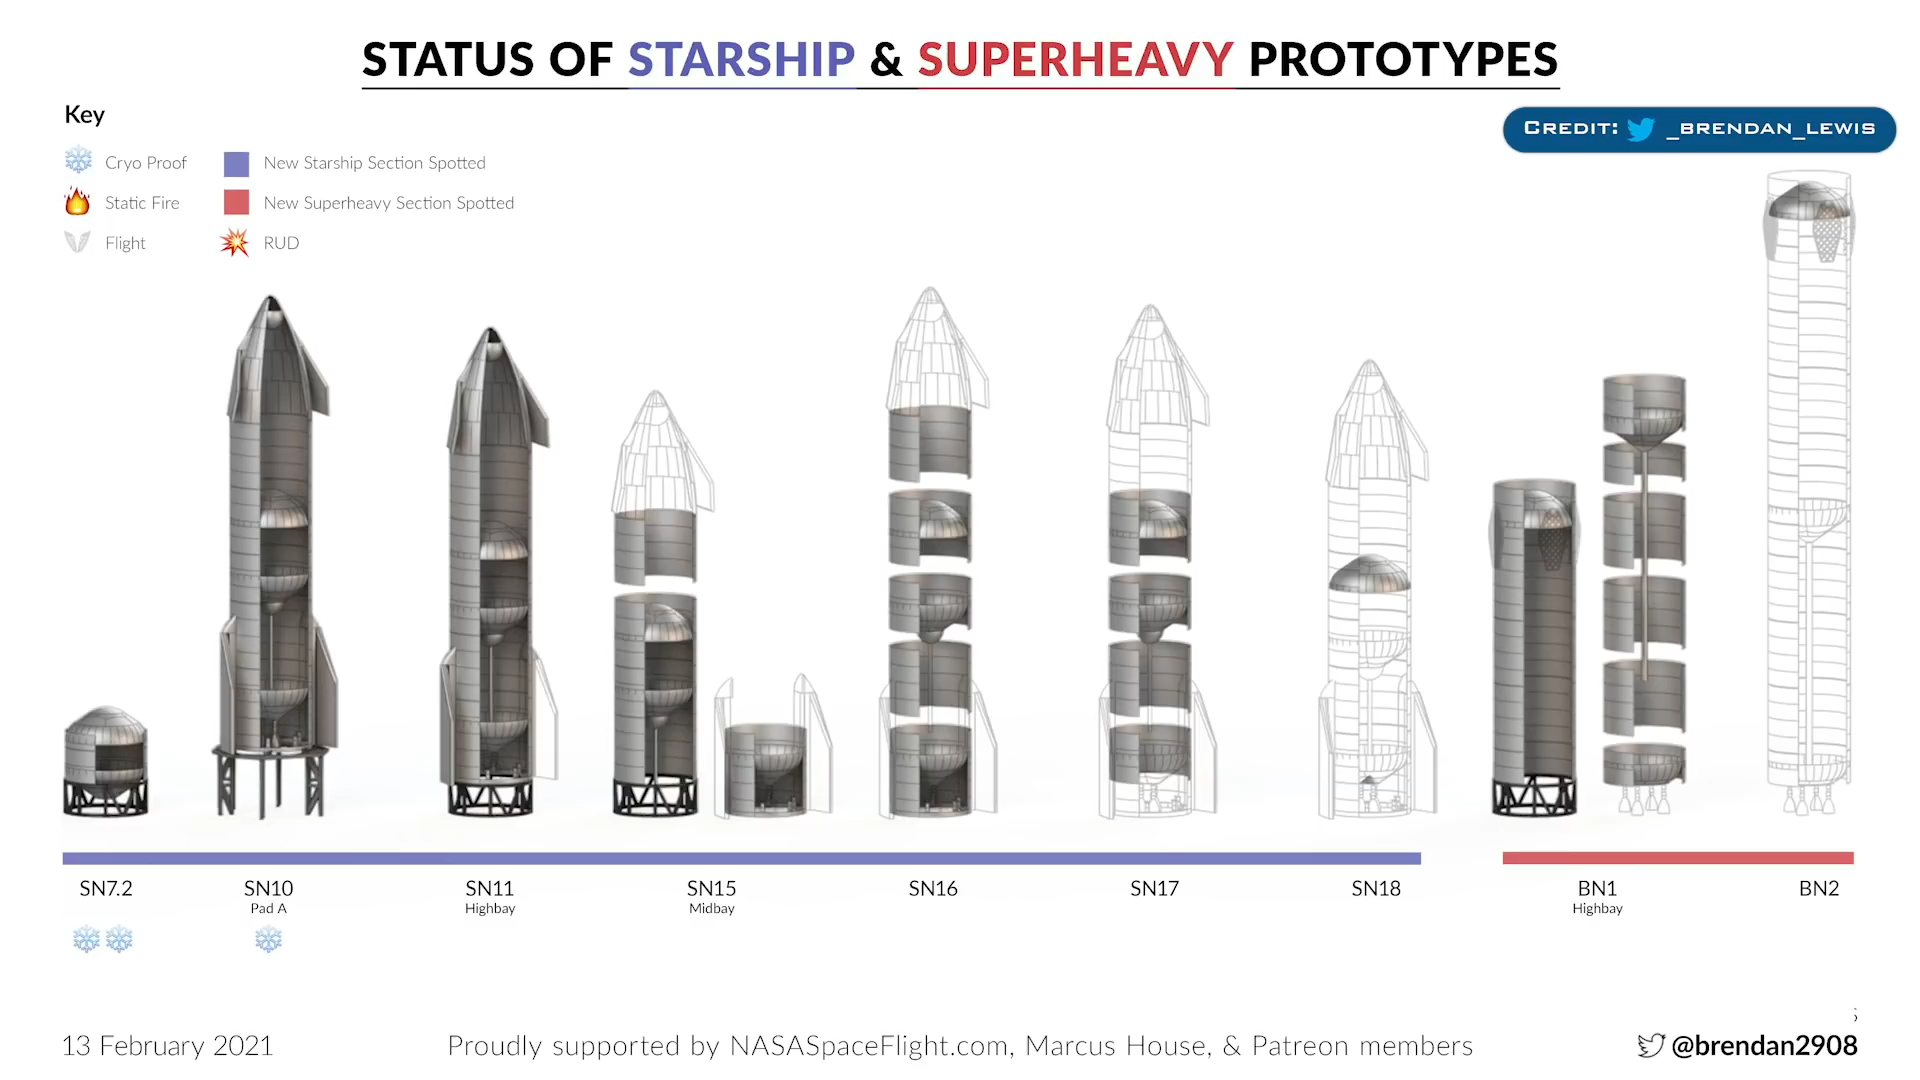 STATUS OF STARSHIP & SUPERHEAVY PROTOTYPES
Key
CREDIT: _BRENDAN_LEWIS
Cryo Proof
New Starship Section Spotted
Static Fire
New Superheavy Section Spotted
Flight
RUD
SN7.2
SN10
Pad A
SN11
Highbay
SN15
Midbay
SN16
SN17
SN18
BN1
Highbay
BN2
13 February 2021
Proudly supported by NASASpaceFlight.com, Marcus House, & Patreon members
@brendan2908